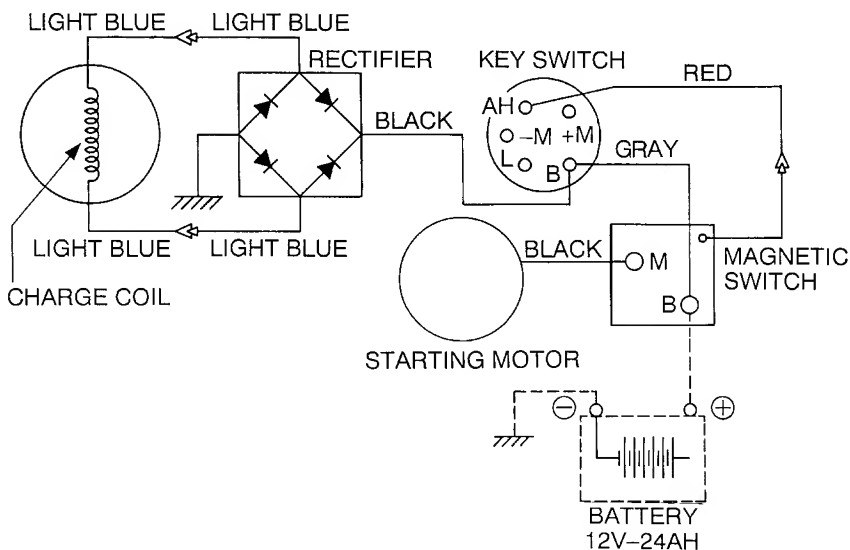 LIGHT BLUE LIGHT BLUE
RECTIFIER
KEY SWITCH
RED
AH
BLACK
–M +M
L
B
GRAY
LIGHT BLUE LIGHT BLUE
BLACK
M
MAGNETIC
SWITCH
CHARGE COIL
B
STARTING MOTOR
− +
BATTERY
12V–24AH